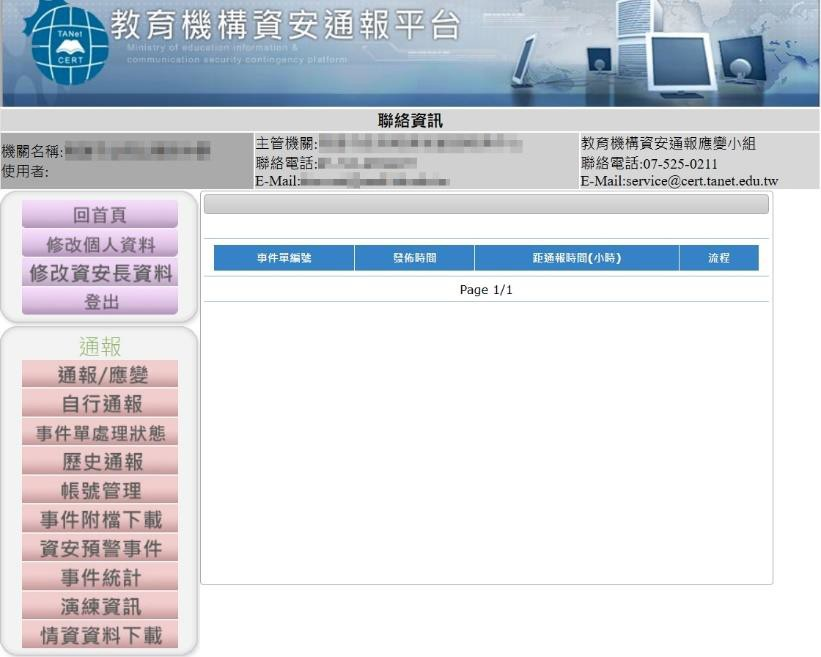 TANet
CERT
教育機構資安通報平台
Ministry of education information &
communication security contingency platform
聯絡資訊
機關名稱:
使用者:
主管機關:
聯絡電話:
E-Mail:
教育機構資安通報應變小組
聯絡電話:07-525-0211
E-Mail:service@cert.tanet.edu.tw
回首頁
修改個人資料
修改資安長資料
登出
通報
通報/應變
自行通報
事件單處理狀態
歷史通報
帳號管理
事件附檔下載
資安預警事件
事件統計
演練資訊
情資資料下載
事件單編號 發佈時間 距通報時間(小時) 流程
Page 1/1